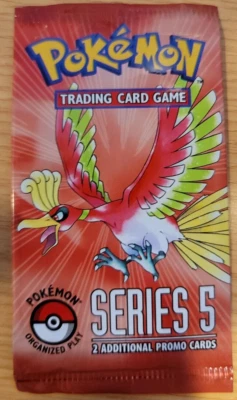 POKéMON
TRADING CARD GAME
POKéMON
ORGANIZED PLAY
SERIES 5
2 ADDITIONAL PROMO CARDS